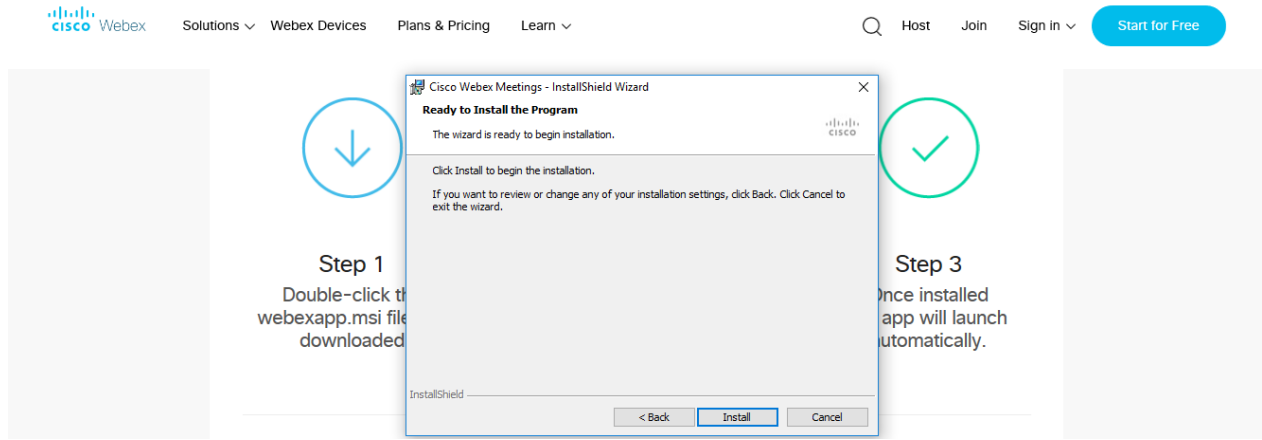 CISCO Webex Solutions Webex Devices Plans & Pricing Learn Host Join Sign in Start for Free
Cisco Webex Meetings - InstallShield Wizard
Ready to Install the Program
The wizard is ready to begin installation.
CISCO
Click Install to begin the installation.
If you want to review or change any of your installation settings, click Back. Click Cancel to
exit the wizard.
InstallShield
< Back Install Cancel
Step 1
Double-click
webexapp.msi file
downloaded
Step 3
Once installed
app will launch
automatically.